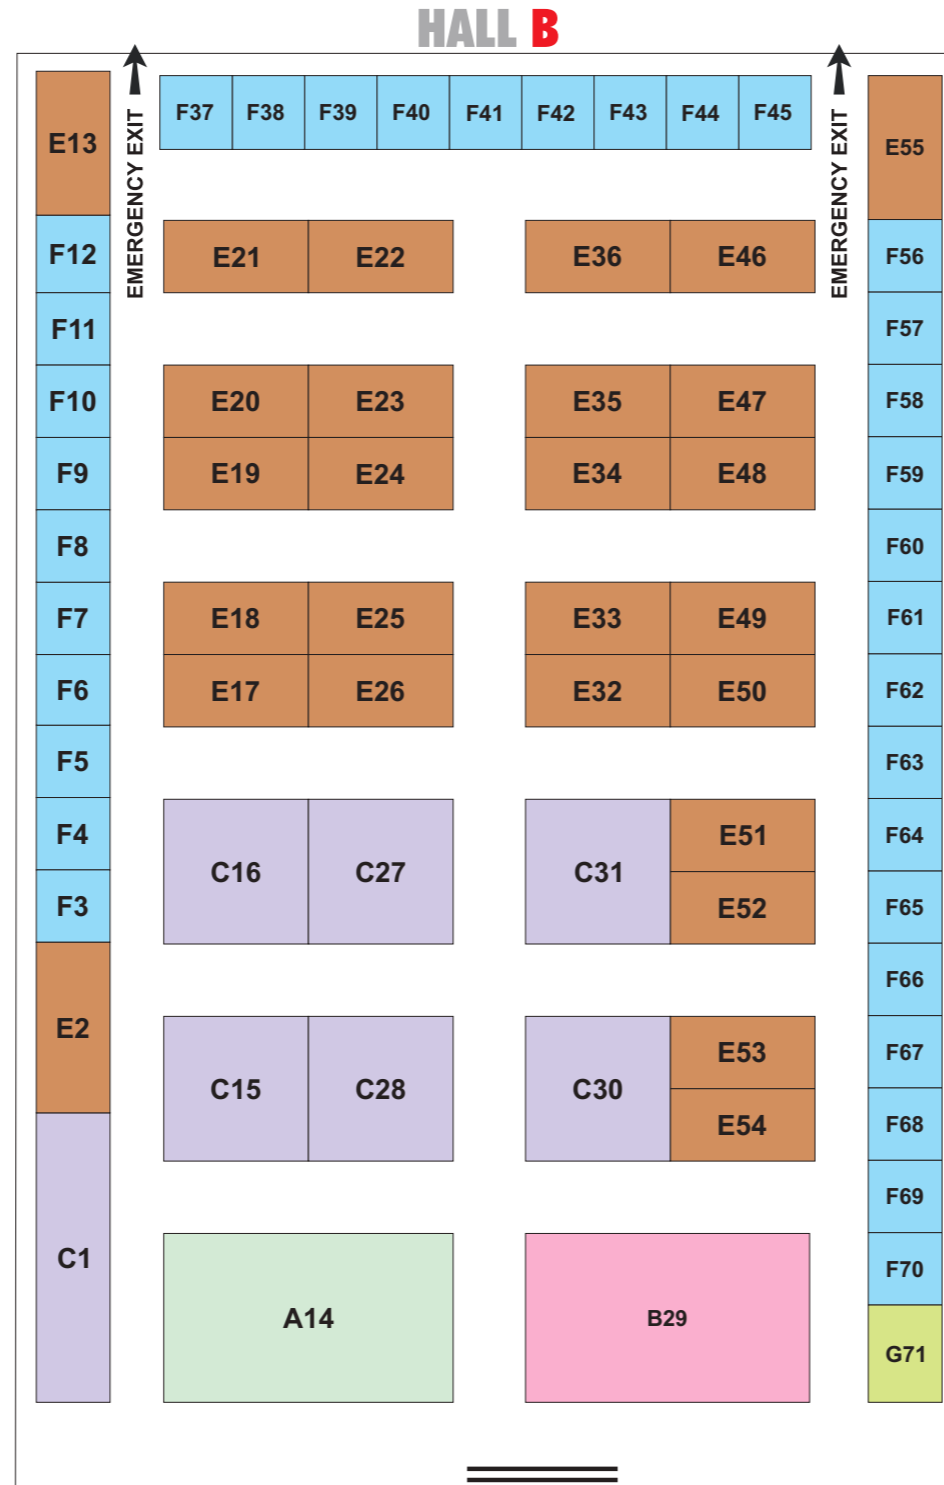 HALL B
EMERGENCY EXIT
EMERGENCY EXIT
F37 F38 F39 F40 F41 F42 F43 F44 F45
E13
E55
F12
E21 E22
E36 E46
F56
F11
F57
F10
E20 E23
E35 E47
F58
F9
E19 E24
E34 E48
F59
F8
F60
F7
E18 E25
E33 E49
F61
F6
E17 E26
E32 E50
F62
F5
F63
F4
E51
F64
C16 C27
C31
F3
E52
F65
F66
E2
E53
F67
C15 C28
C30
E54
F68
F69
C1
F70
A14
B29
G71